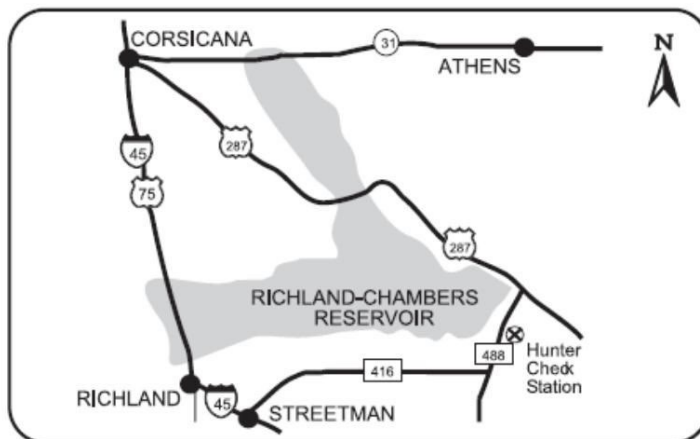 CORSICANA
31
ATHENS
N
45
287
75
287
RICHLAND-CHAMBERS
RESERVOIR
488
Hunter
Check
Station
416
RICHLAND
45
STREETMAN